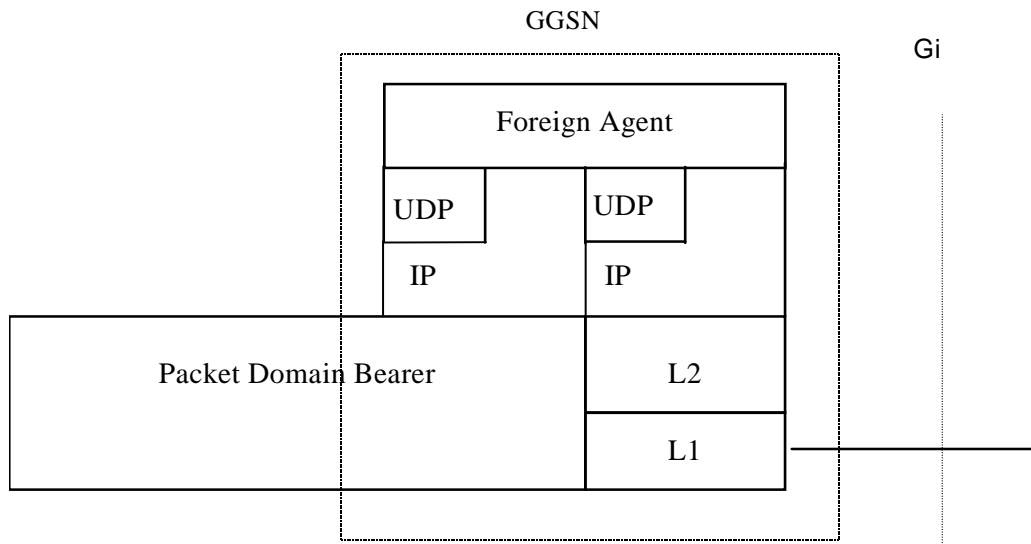 GGSN
Gi
Foreign Agent
UDP
UDP
IP
IP
Packet Domain Bearer
L2
L1